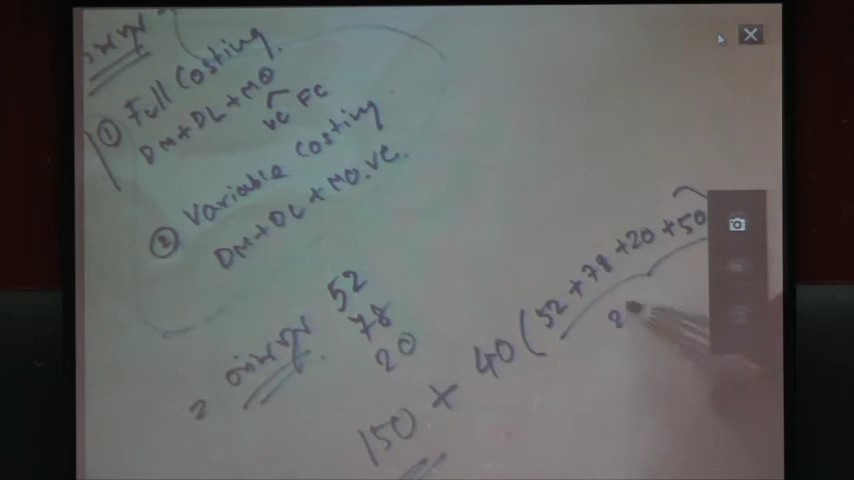 ① Full Costing.
DM + DL + MO
VC FC
② Variable Costing
DM + DL + MO.VC.
52
78
20
150 + 40 (52 + 78 + 20 + 50
2